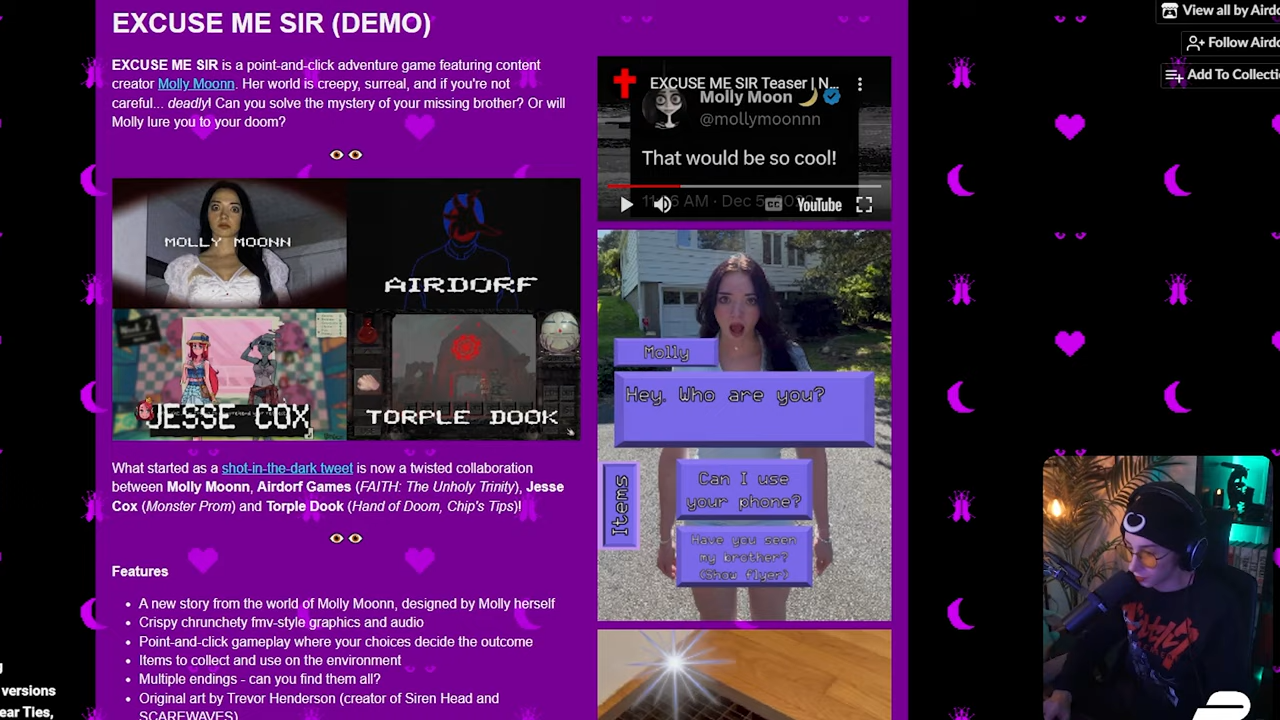 EXCUSE ME SIR (DEMO)
EXCUSE ME SIR is a point-and-click adventure game featuring content
creator Molly Moonn. Her world is creepy, surreal, and if you're not
careful... deadly! Can you solve the mystery of your missing brother? Or will
Molly lure you to your doom?
MOLLY MOONN
AIRDORF
JESSE COX
TORPLE DOOK
What started as a shot-in-the-dark tweet is now a twisted collaboration
between Molly Moonn, Airdorf Games (FAITH: The Unholy Trinity), Jesse
Cox (Monster Prom) and Torple Dook (Hand of Doom, Chip's Tips)!
Features
A new story from the world of Molly Moonn, designed by Molly herself
Crispy chrunchety fmv-style graphics and audio
Point-and-click gameplay where your choices decide the outcome
Items to collect and use on the environment
Multiple endings - can you find them all?
Original art by Trevor Henderson (creator of Siren Head and
SCAREWAVES)
EXCUSE ME SIR Teaser | N...
Molly Moon
@mollymoonnn
That would be so cool!
AM · Dec 5
CC YouTube
Molly
Hey. Who are you?
Items
Can I use
your phone?
Have you seen
my brother?
(Show flyer)
View all by Airdo
Follow Airdo
Add To Collecti
versions
ear Ties,